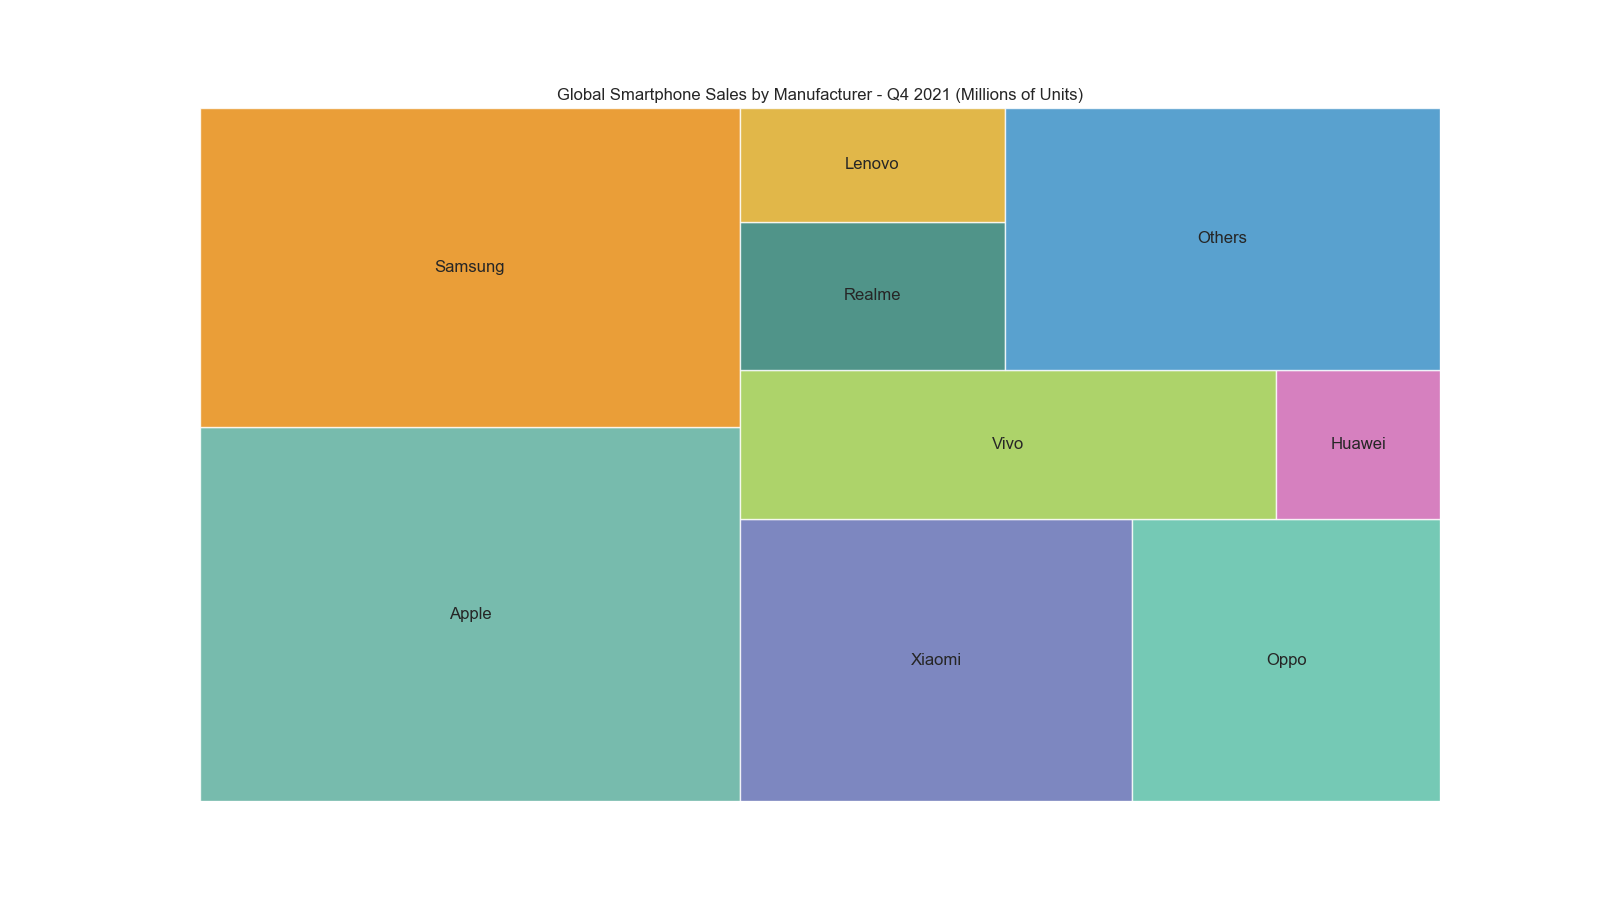 Global Smartphone Sales by Manufacturer - Q4 2021 (Millions of Units)
Lenovo
Others
Samsung
Realme
Vivo
Huawei
Apple
Xiaomi
Oppo